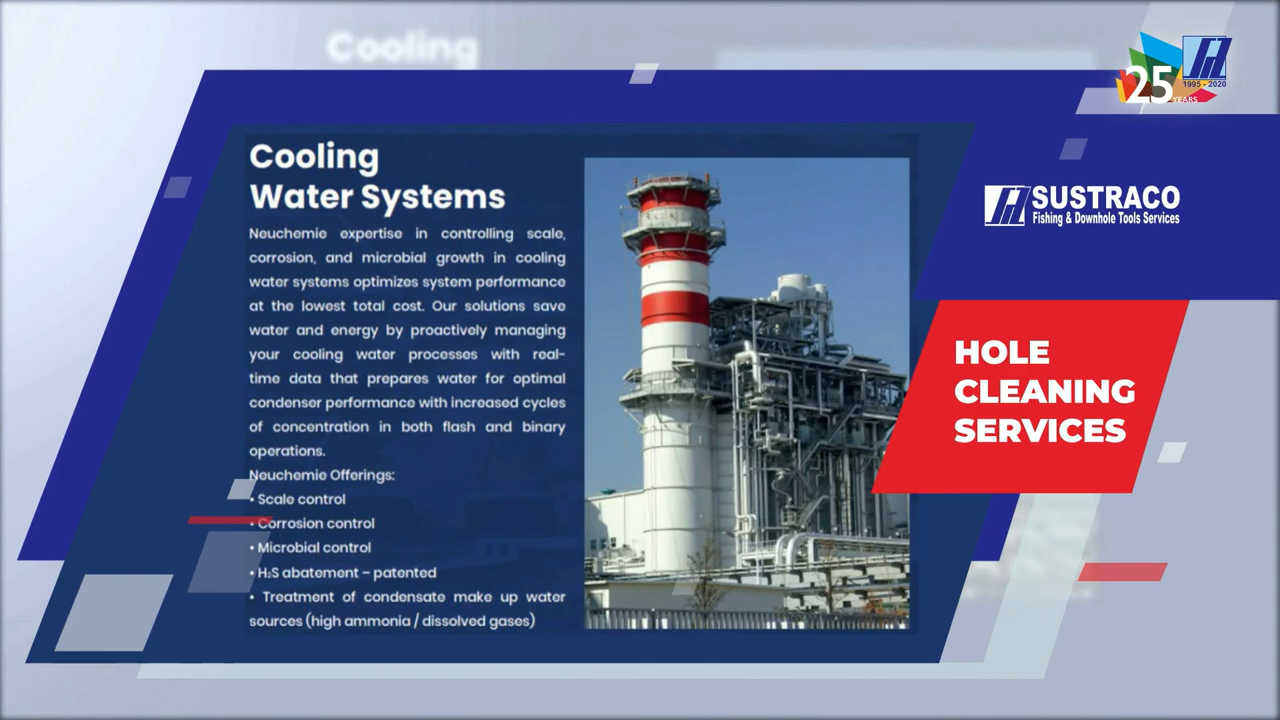 Cooling
25
YEARS
1995 - 2020
Cooling
Water Systems
Neuchemie expertise in controlling scale,
corrosion, and microbial growth in cooling
water systems optimizes system performance
at the lowest total cost. Our solutions save
water and energy by proactively managing
your cooling water processes with real-
time data that prepares water for optimal
condenser performance with increased cycles
of concentration in both flash and binary
operations.
Neuchemie Offerings:
• Scale control
• Corrosion control
• Microbial control
• H₂S abatement – patented
• Treatment of condensate make up water
sources (high ammonia / dissolved gases)
SUSTRACO
Fishing & Downhole Tools Services
HOLE
CLEANING
SERVICES